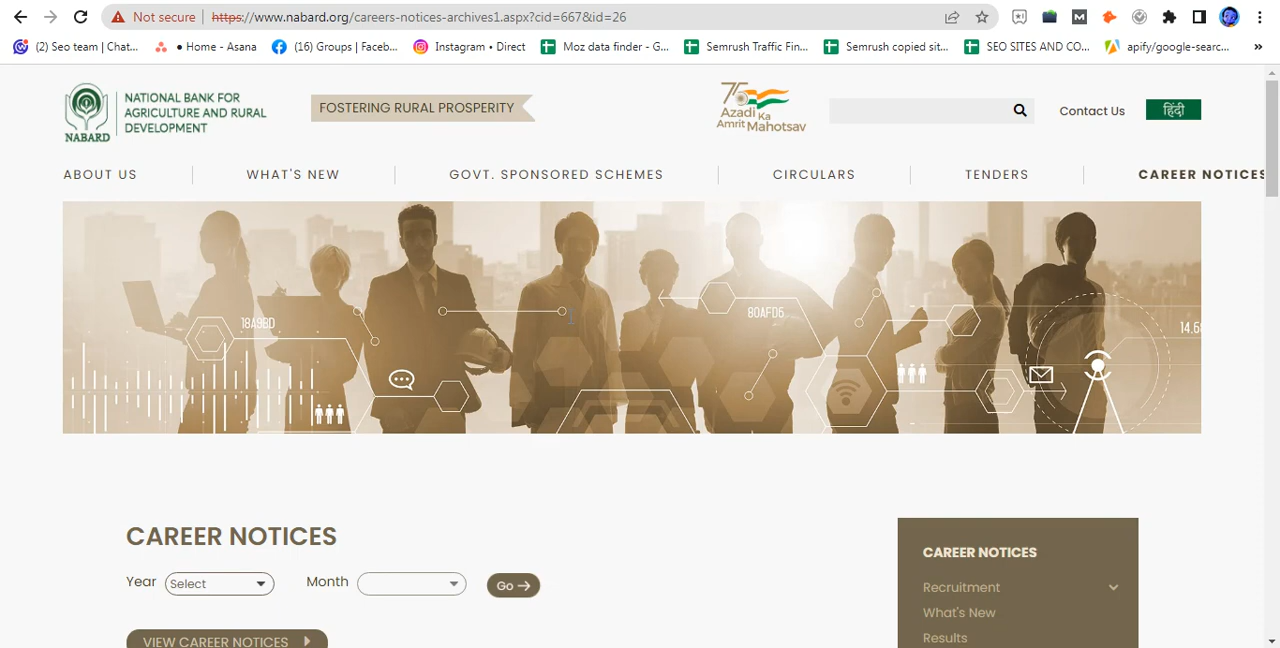 Not secure https://www.nabard.org/careers-notices-archives1.aspx?cid=667&id=26
(2) Seo team | Chat...
• Home - Asana
(16) Groups | Faceb...
Instagram • Direct
Moz data finder - G...
Semrush Traffic Fin...
Semrush copied sit...
SEO SITES AND CO...
apify/google-searc...
»
NATIONAL BANK FOR
AGRICULTURE AND RURAL
DEVELOPMENT
NABARD
FOSTERING RURAL PROSPERITY
75
Azadi Ka
Amrit Mahotsav
Contact Us
हिंदी
ABOUT US
WHAT'S NEW
GOVT. SPONSORED SCHEMES
CIRCULARS
TENDERS
CAREER NOTICES
18A9BD
80AFD6
14.5
CAREER NOTICES
Year Select Month Go →
VIEW CAREER NOTICES
CAREER NOTICES
Recruitment
What's New
Results